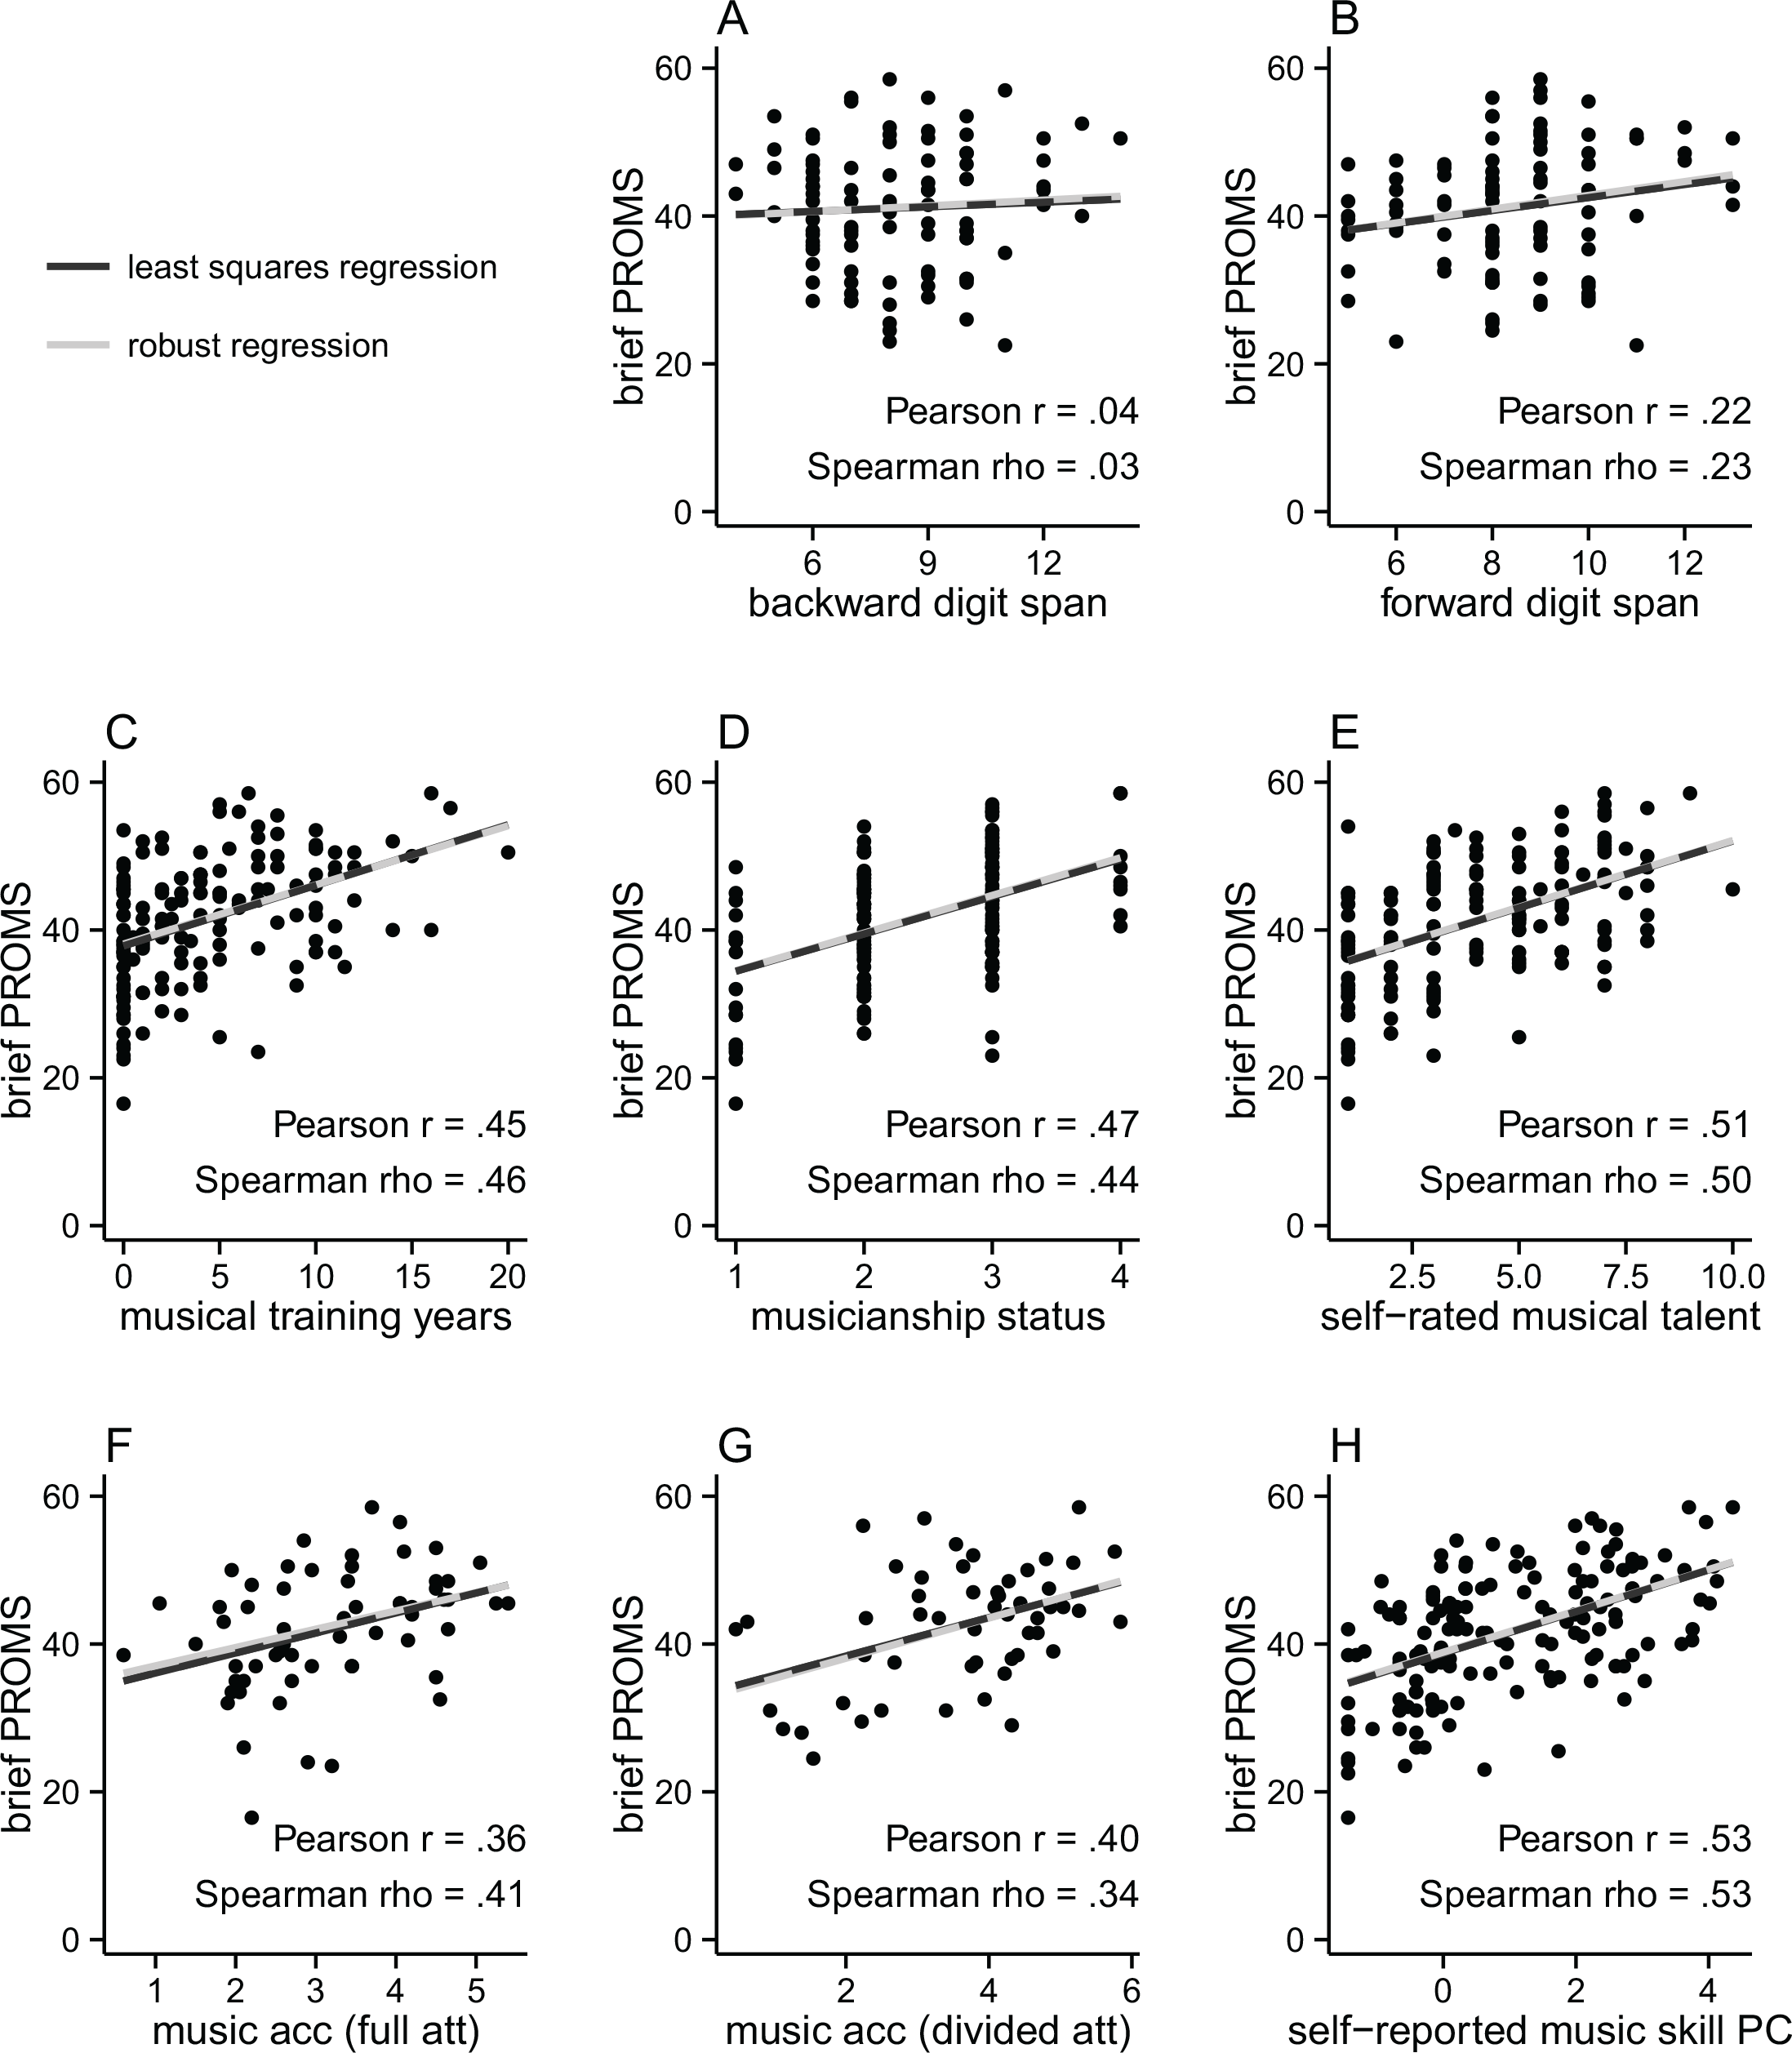 A
60
40
20
0
brief PROMS
Pearson r = .04
Spearman rho = .03
6 9 12
backward digit span
B
60
40
20
0
brief PROMS
Pearson r = .22
Spearman rho = .23
6 8 10 12
forward digit span
least squares regression
robust regression
C
60
40
20
0
brief PROMS
Pearson r = .45
Spearman rho = .46
0 5 10 15 20
musical training years
D
60
40
20
0
brief PROMS
Pearson r = .47
Spearman rho = .44
1 2 3 4
musicianship status
E
60
40
20
0
brief PROMS
Pearson r = .51
Spearman rho = .50
2.5 5.0 7.5 10.0
self−rated musical talent
F
60
40
20
0
brief PROMS
Pearson r = .36
Spearman rho = .41
1 2 3 4 5
music acc (full att)
G
60
40
20
0
brief PROMS
Pearson r = .40
Spearman rho = .34
2 4 6
music acc (divided att)
H
60
40
20
0
brief PROMS
Pearson r = .53
Spearman rho = .53
0 2 4
self−reported music skill PC